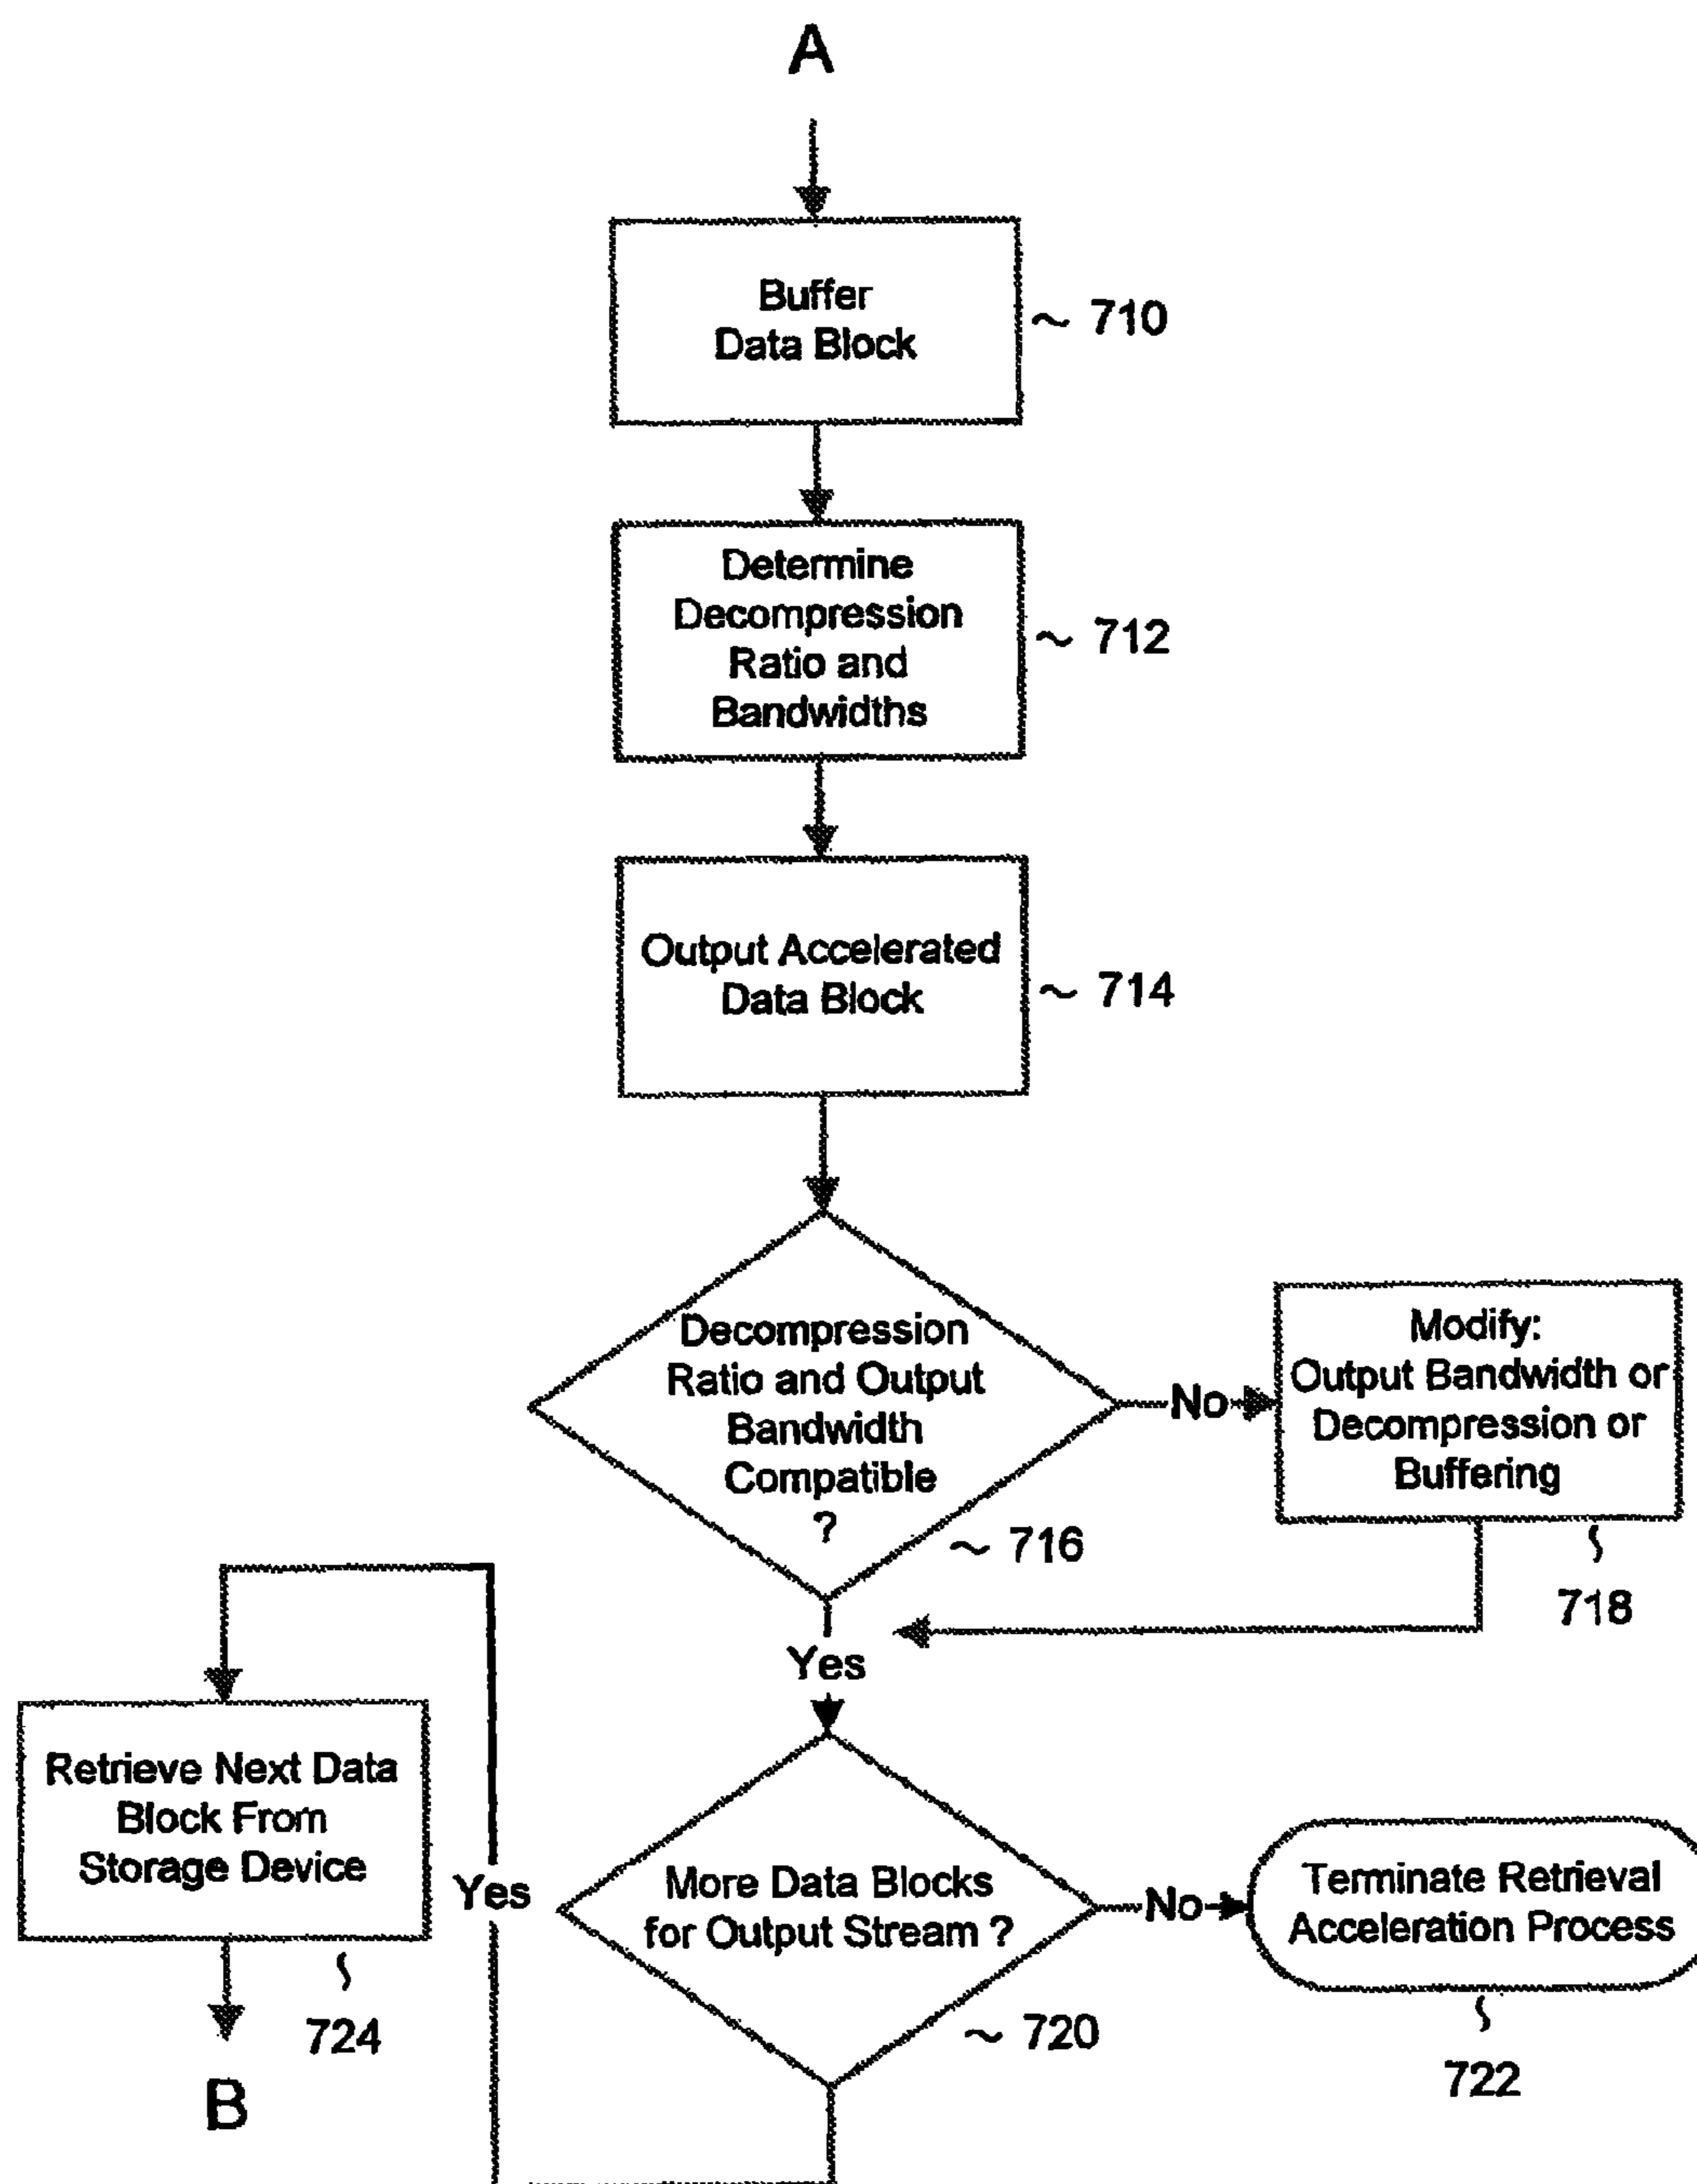 A
Buffer
Data Block
~ 710
Determine
Decompression
Ratio and
Bandwidths
~ 712
Output Accelerated
Data Block
~ 714
Decompression
Ratio and Output
Bandwidth
Compatible
?
~ 716
No
Modify:
Output Bandwidth or
Decompression or
Buffering
718
Yes
More Data Blocks
for Output Stream ?
~ 720
No
Terminate Retrieval
Acceleration Process
722
Yes
Retrieve Next Data
Block From
Storage Device
724
B